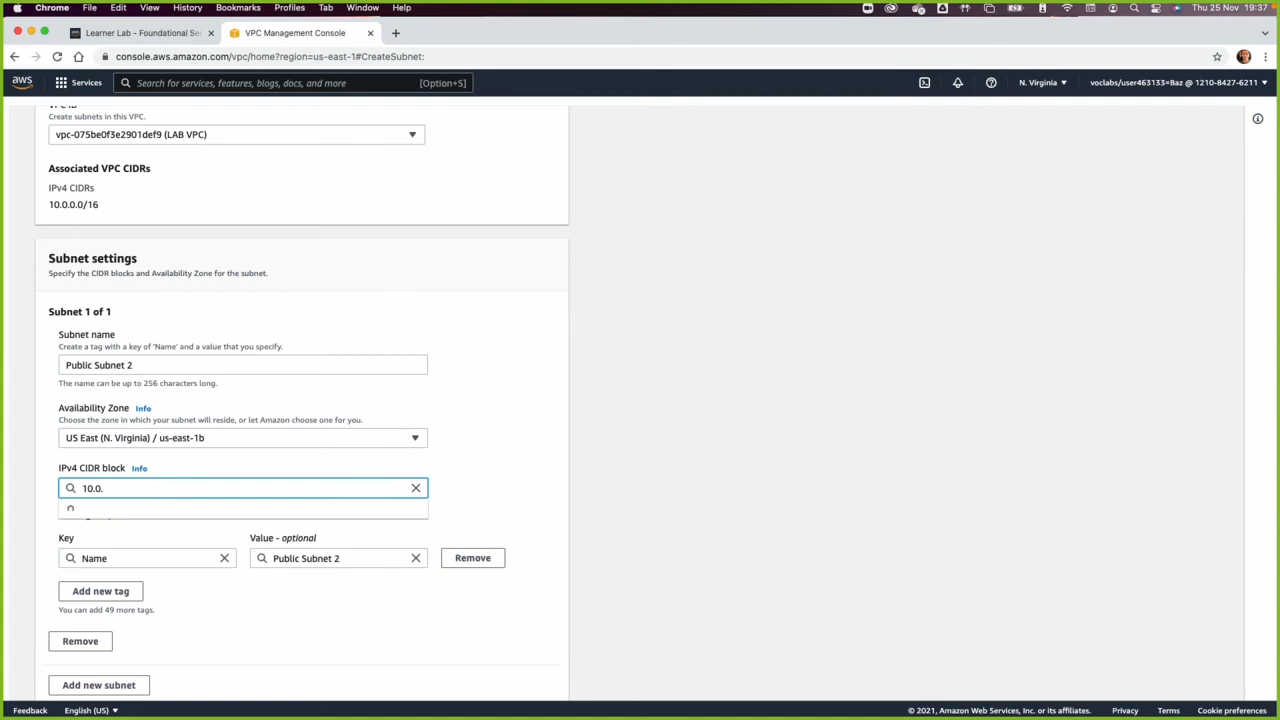 Chrome File Edit View History Bookmarks Profiles Tab Window Help Thu 25 Nov 19:37
Learner Lab - Foundational Se
VPC Management Console
console.aws.amazon.com/vpc/home?region=us-east-1#CreateSubnet:
aws Services Search for services, features, blogs, docs, and more [Option+S] N. Virginia voclabs/user463133=8az @ 1210-8427-6211
VPC ID
Create subnets in this VPC.
vpc-075be0f3e2901def9 (LAB VPC)
Associated VPC CIDRs
IPv4 CIDRs
10.0.0.0/16
Subnet settings
Specify the CIDR blocks and Availability Zone for the subnet.
Subnet 1 of 1
Subnet name
Create a tag with a key of 'Name' and a value that you specify.
Public Subnet 2
The name can be up to 256 characters long.
Availability Zone Info
Choose the zone in which your subnet will reside, or let Amazon choose one for you.
US East (N. Virginia) / us-east-1b
IPv4 CIDR block Info
10.0.
Key Value - optional
Name Public Subnet 2 Remove
Add new tag
You can add 49 more tags.
Remove
Add new subnet
Feedback English (US) © 2021, Amazon Web Services, Inc. or its affiliates. Privacy Terms Cookie preferences